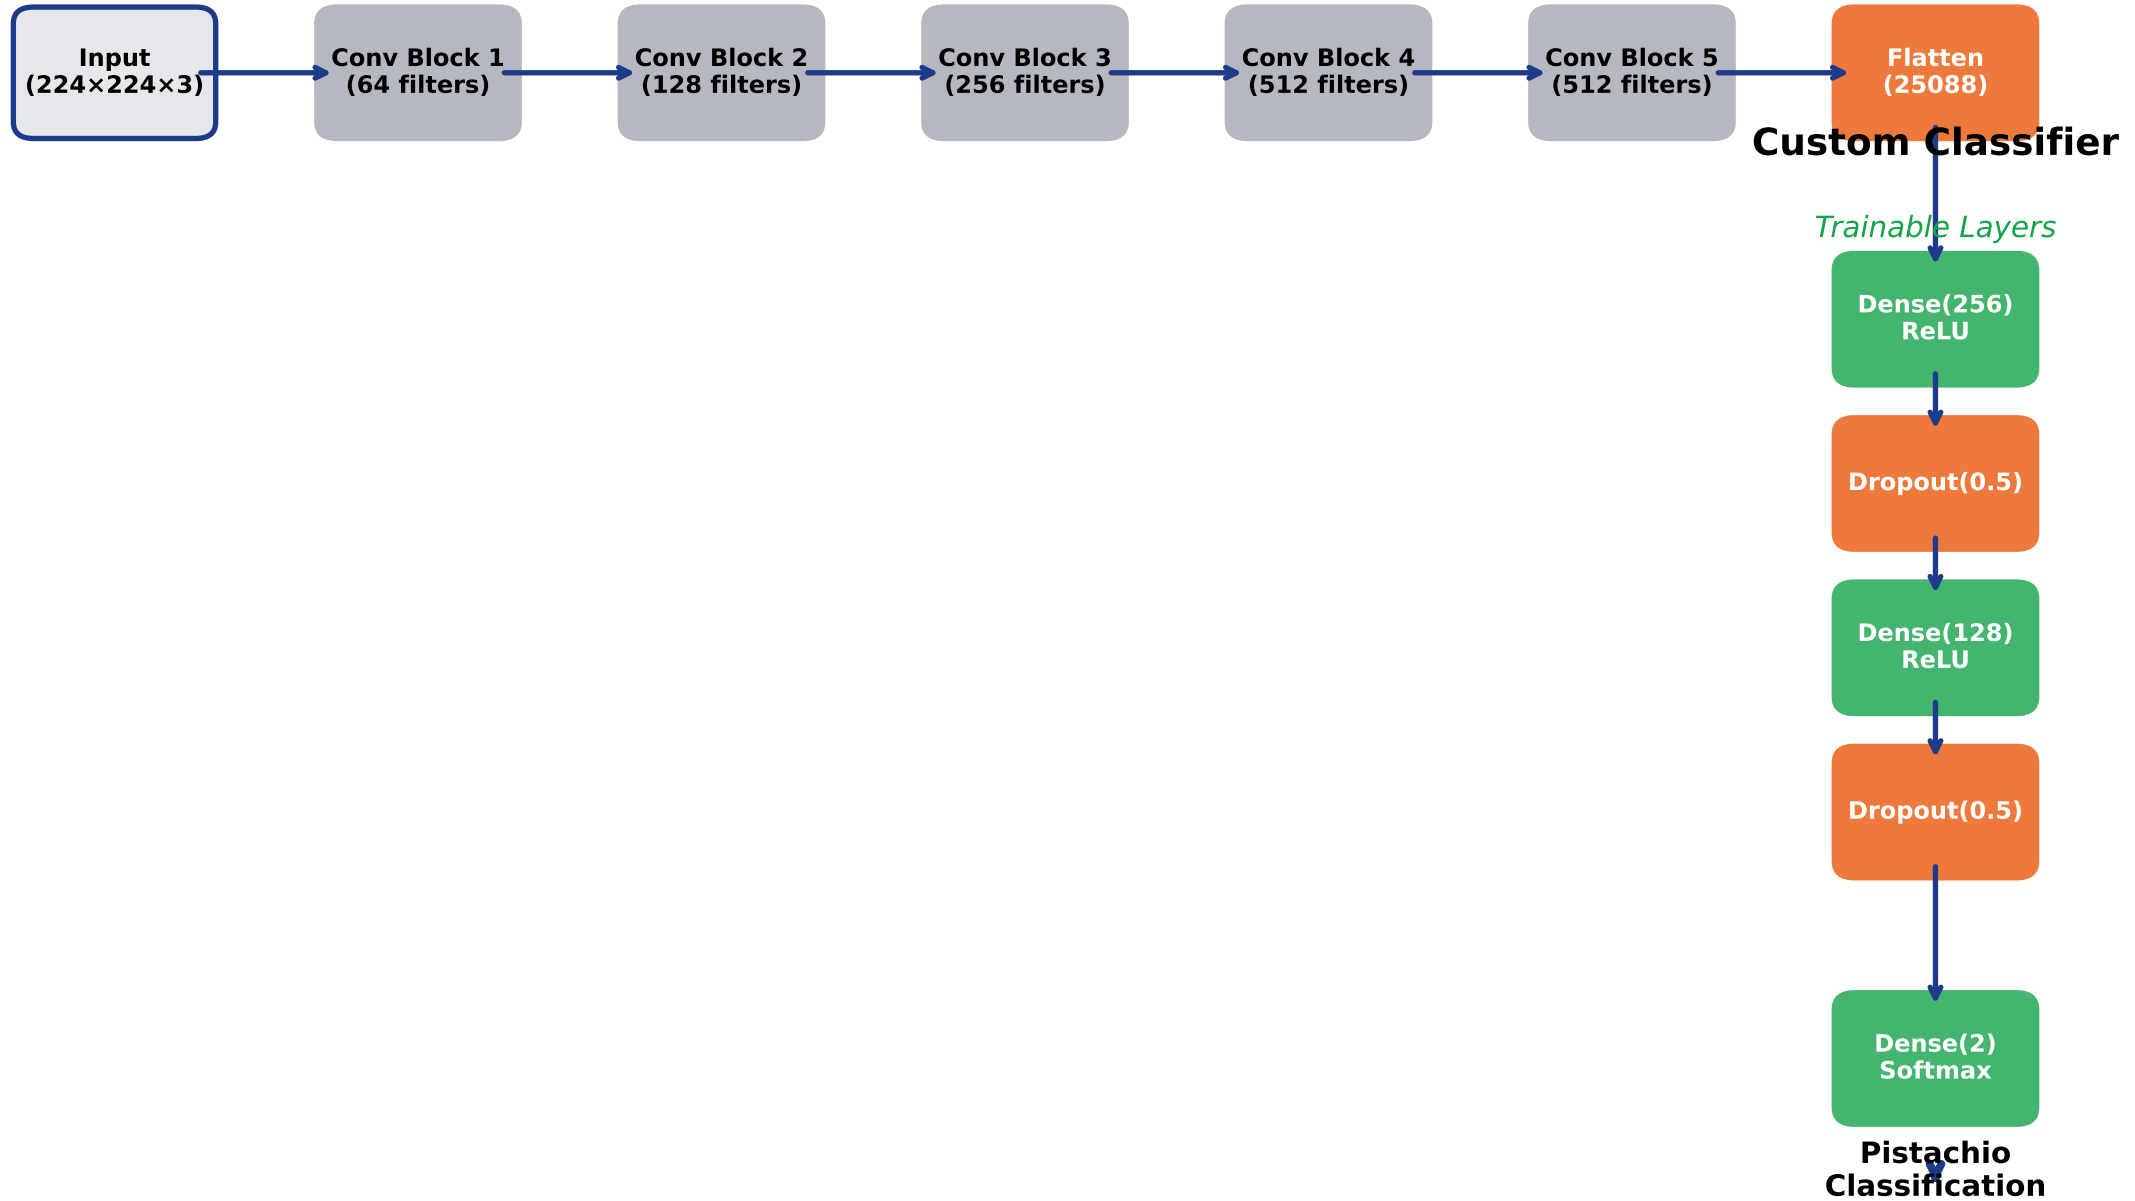 Input
(224×224×3)
Conv Block 1
(64 filters)
Conv Block 2
(128 filters)
Conv Block 3
(256 filters)
Conv Block 4
(512 filters)
Conv Block 5
(512 filters)
Flatten
(25088)
Custom Classifier
Trainable Layers
Dense(256)
ReLU
Dropout(0.5)
Dense(128)
ReLU
Dropout(0.5)
Dense(2)
Softmax
Pistachio
Classification